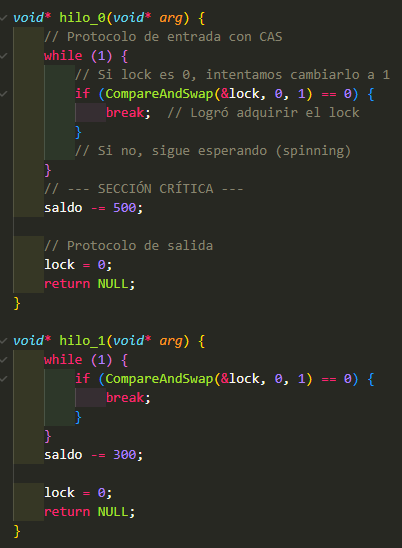 void* hilo_0(void* arg) {
    // Protocolo de entrada con CAS
    while (1) {
        // Si lock es 0, intentamos cambiarlo a 1
        if (CompareAndSwap(&lock, 0, 1) == 0) {
            break;  // Logró adquirir el lock
        }
        // Si no, sigue esperando (spinning)
    }
    // --- SECCIÓN CRÍTICA ---
    saldo -= 500;

    // Protocolo de salida
    lock = 0;
    return NULL;
}

void* hilo_1(void* arg) {
    while (1) {
        if (CompareAndSwap(&lock, 0, 1) == 0) {
            break;
        }
    }
    saldo -= 300;

    lock = 0;
    return NULL;
}